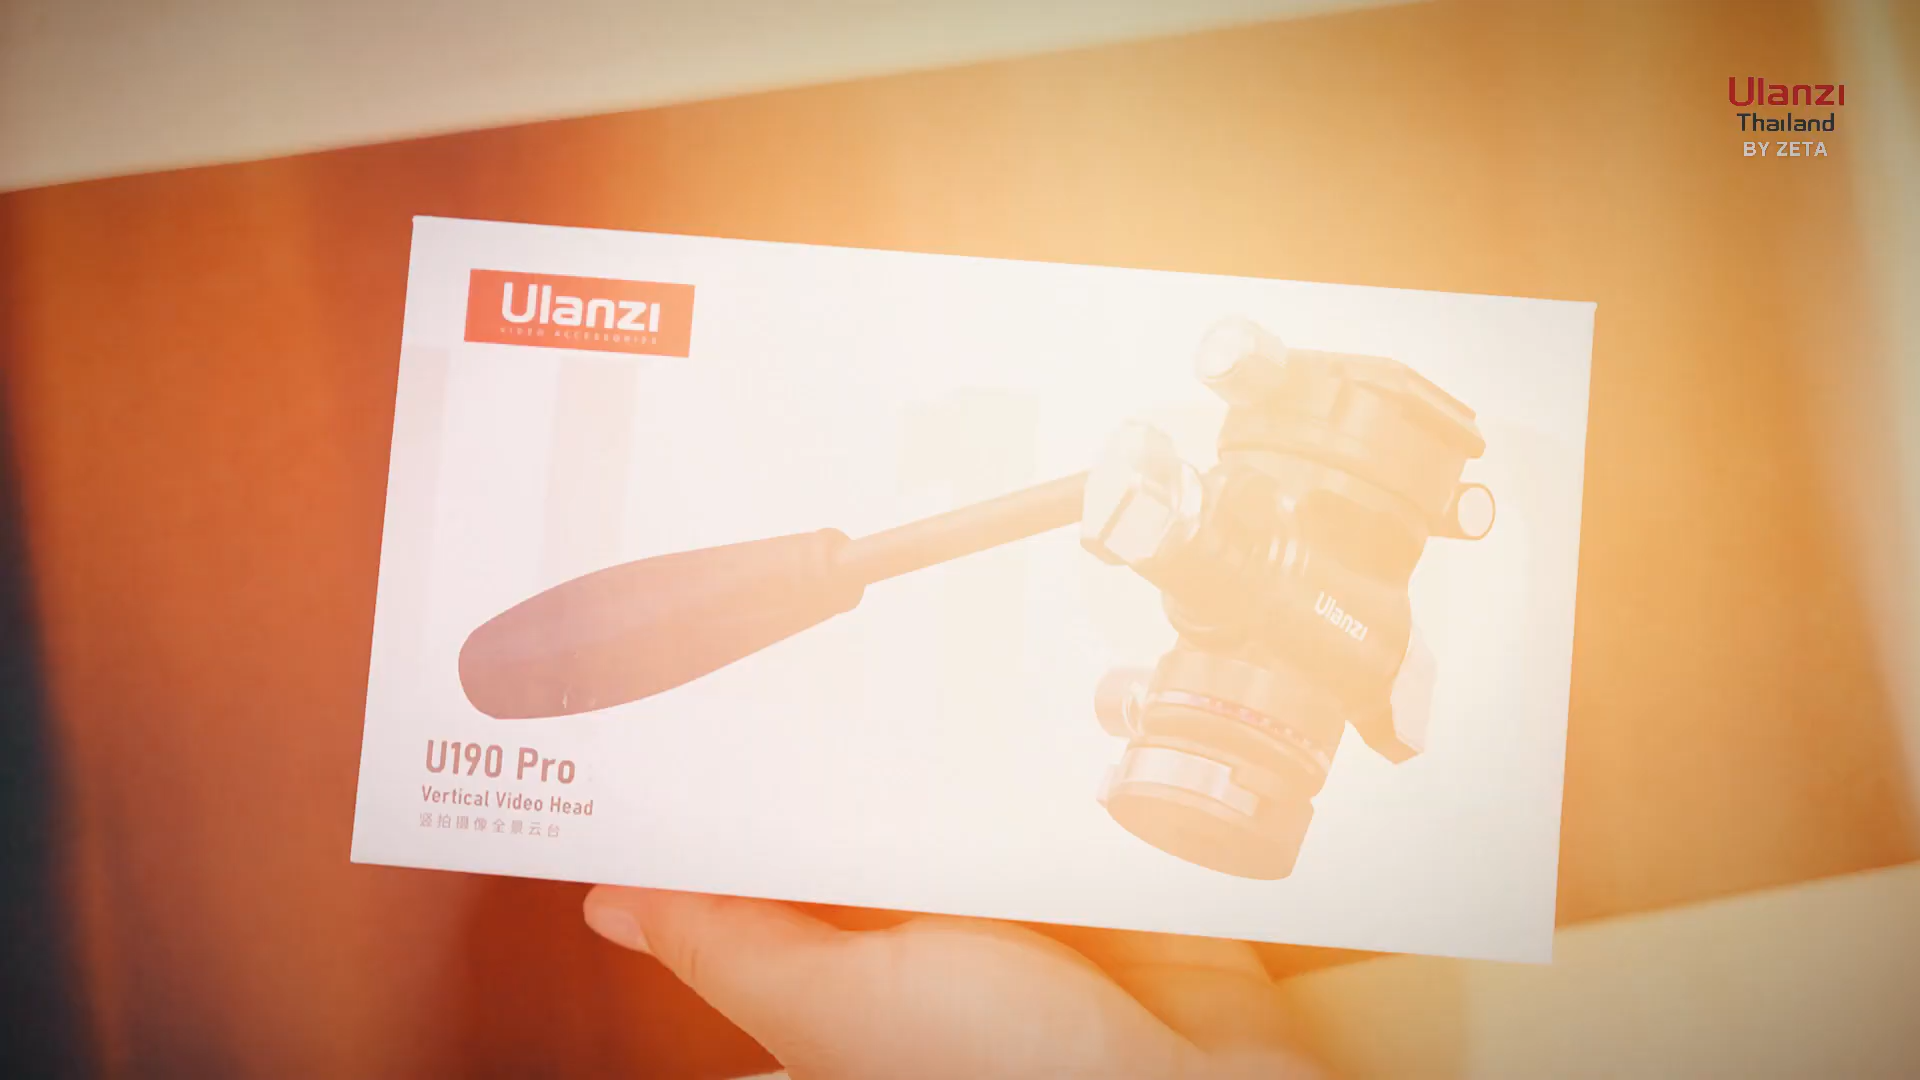 Ulanzi
Thailand
BY ZETA
Ulanzi
VIDEO ACCESSORIES
Ulanzi
U190 Pro
Vertical Video Head
竖拍摄像全景云台